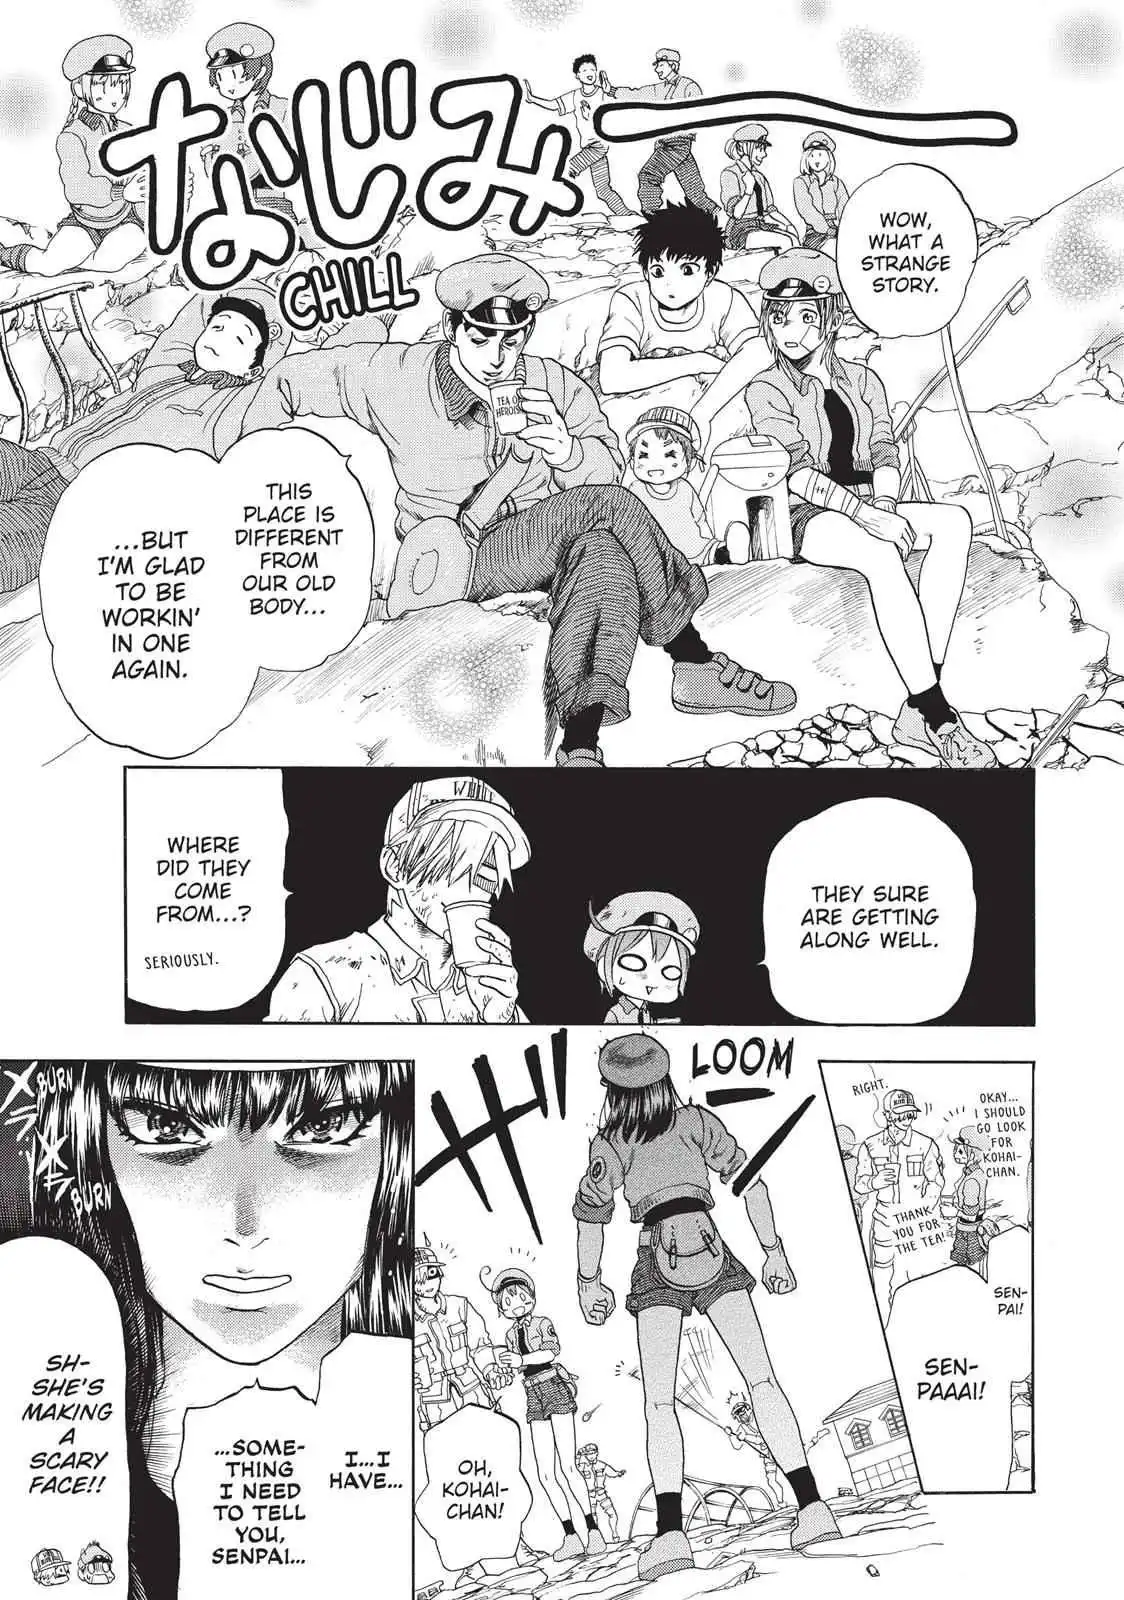 なじみー
CHILL
WOW,
WHAT A
STRANGE
STORY.
TEA OF
HEROISM
THIS
PLACE IS
DIFFERENT
FROM
OUR OLD
BODY...
...BUT
I'M GLAD
TO BE
WORKIN'
IN ONE
AGAIN.
THEY SURE
ARE GETTING
ALONG WELL.
WHERE
DID THEY
COME
FROM...?
SERIOUSLY.
WHITE
RIGHT.
OKAY...
I SHOULD
GO LOOK
FOR
KOHAI-
CHAN.
THANK
YOU FOR
THE TEA!
SEN-
PAI!
SEN-
PAAAI!
LOOM
OH,
KOHAI-
CHAN!
BURN
BURN
I...I
HAVE...
...SOME-
THING I
NEED TO
TELL YOU,
SENPAI...
SH-
SHE'S
MAKING
A
SCARY
FACE!!